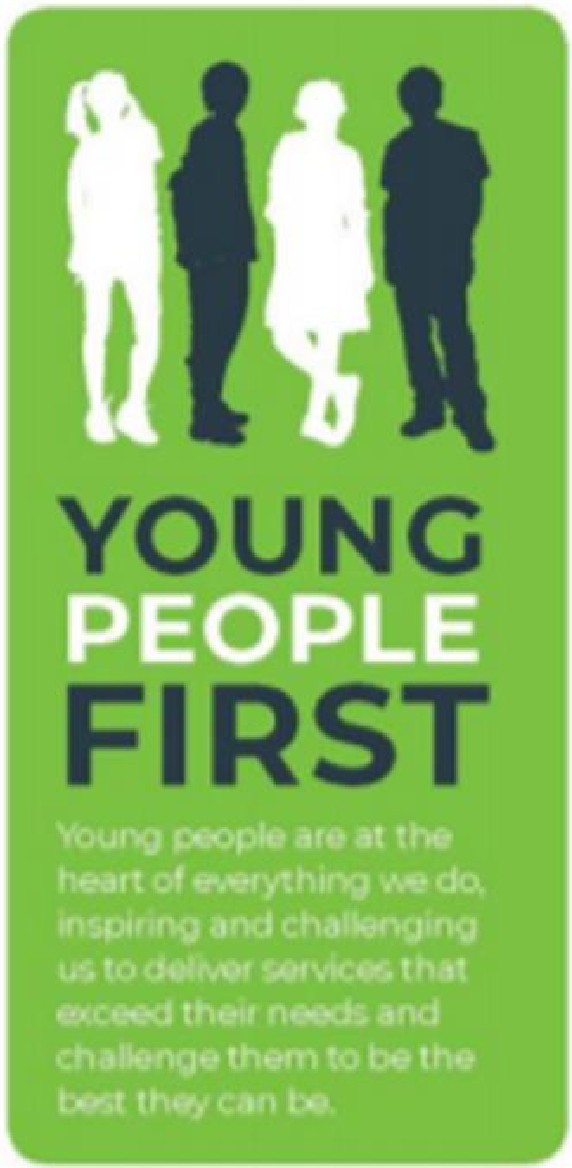 YOUNG
PEOPLE
FIRST
Young people are at the
heart of everything we do,
inspiring and challenging
us to deliver services that
exceed their needs and
challenge them to be the
best they can be.